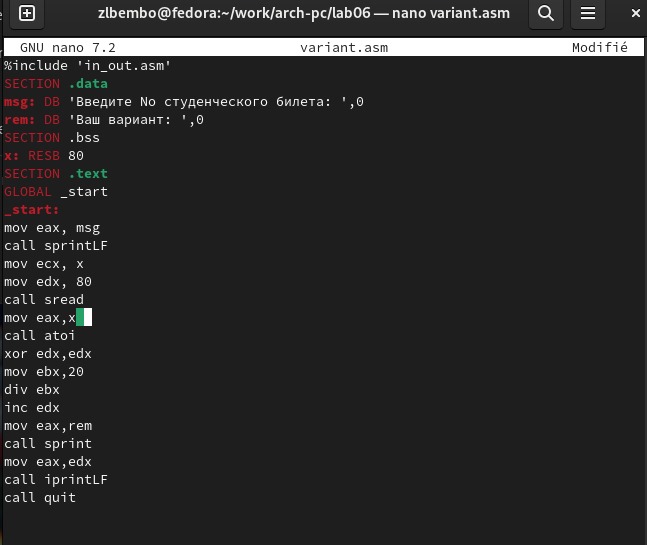 zlbembo@fedora:~/work/arch-pc/lab06 — nano variant.asm
GNU nano 7.2 variant.asm Modifié
%include 'in_out.asm'
SECTION .data
msg: DB 'Введите No студенческого билета: ',0
rem: DB 'Ваш вариант: ',0
SECTION .bss
x: RESB 80
SECTION .text
GLOBAL _start
_start:
mov eax, msg
call sprintLF
mov ecx, x
mov edx, 80
call sread
mov eax,x
call atoi
xor edx,edx
mov ebx,20
div ebx
inc edx
mov eax,rem
call sprint
mov eax,edx
call iprintLF
call quit